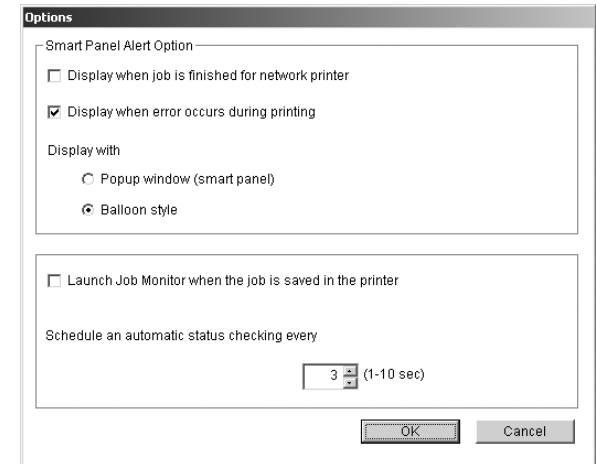 Options
Smart Panel Alert Option
Display when job is finished for network printer
Display when error occurs during printing
Display with
Popup window (smart panel)
Balloon style
Launch Job Monitor when the job is saved in the printer
Schedule an automatic status checking every
3 (1-10 sec)
OK Cancel